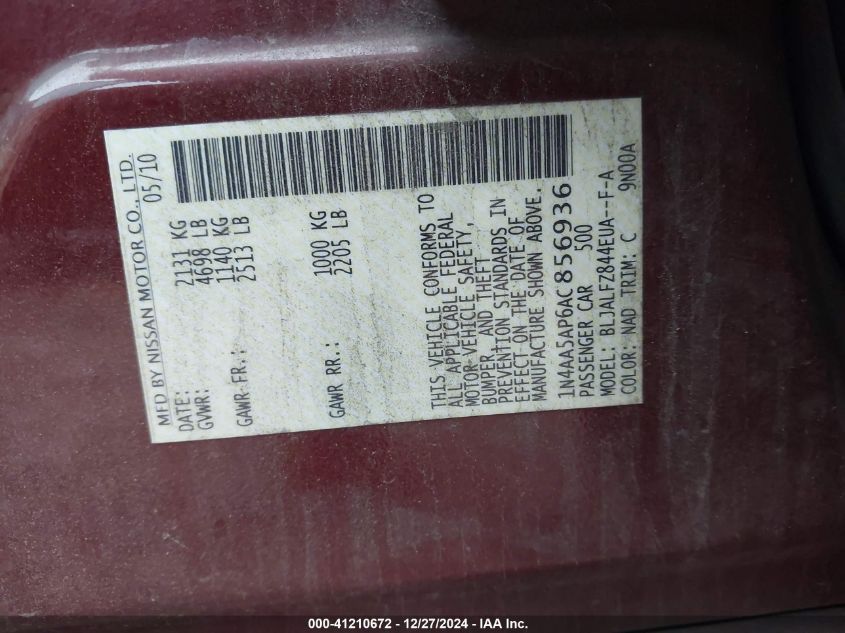 MFD BY NISSAN MOTOR CO., LTD.
DATE: 05/10
GVWR: 2131 KG
4698 LB
GAWR FR.: 1140 KG
2513 LB
GAWR RR.: 1000 KG
2205 LB
THIS VEHICLE CONFORMS TO
ALL APPLICABLE FEDERAL
MOTOR VEHICLE SAFETY,
BUMPER, AND THEFT
PREVENTION STANDARDS IN
EFFECT ON THE DATE OF
MANUFACTURE SHOWN ABOVE.
1N4AA5AP6AC856936
PASSENGER CAR 500
MODEL: BLJALFZ844EUA--F-A
COLOR: NAD TRIM: C 9N00A
000-41210672 - 12/27/2024 - IAA Inc.